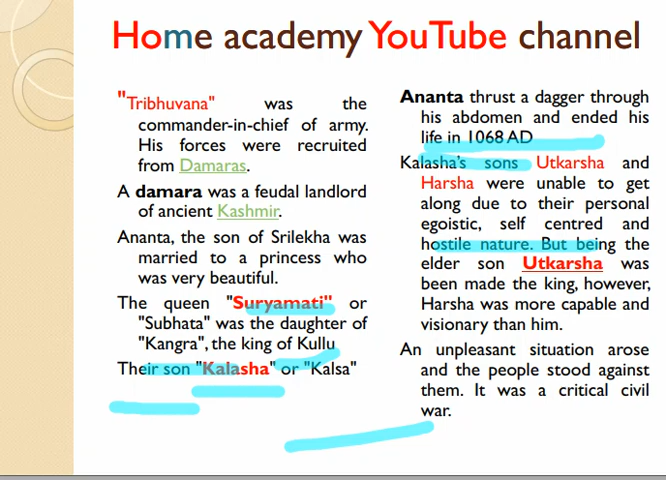 Home academy YouTube channel
"Tribhuvana" was the
commander-in-chief of army.
His forces were recruited
from Damaras.
A damara was a feudal landlord
of ancient Kashmir.
Ananta, the son of Srilekha was
married to a princess who
was very beautiful.
The queen "Suryamati" or
"Subhata" was the daughter of
"Kangra", the king of Kullu
Their son "Kalasha" or "Kalsa"
Ananta thrust a dagger through
his abdomen and ended his
life in 1068 AD
Kalasha's sons Utkarsha and
Harsha were unable to get
along due to their personal
egoistic, self centred and
hostile nature. But being the
elder son Utkarsha was
been made the king, however,
Harsha was more capable and
visionary than him.
An unpleasant situation arose
and the people stood against
them. It was a critical civil
war.